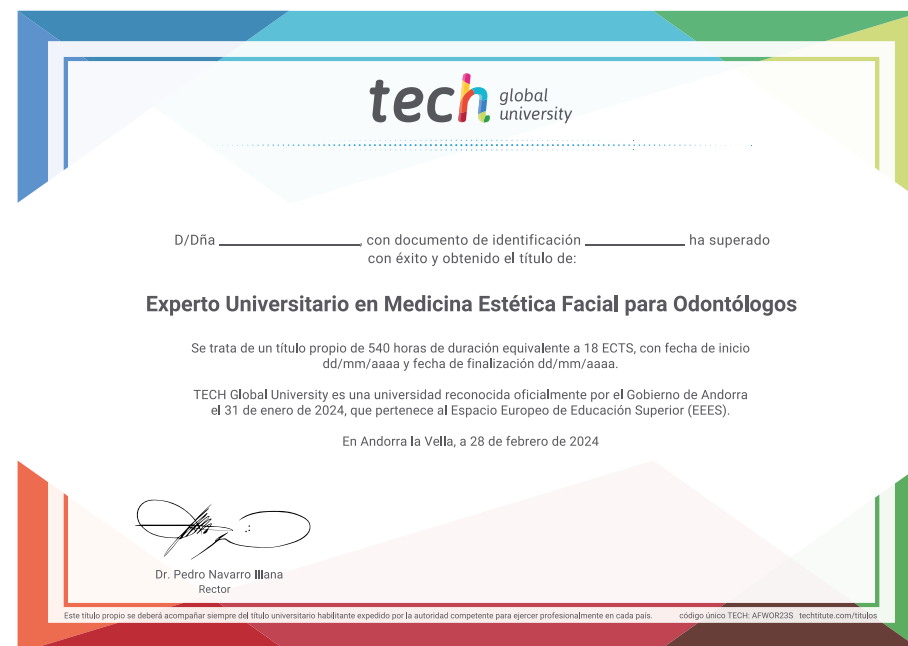 tech global university
D/Dña ______________________, con documento de identificación ________________ ha superado
con éxito y obtenido el título de:
Experto Universitario en Medicina Estética Facial para Odontólogos
Se trata de un título propio de 540 horas de duración equivalente a 18 ECTS, con fecha de inicio
dd/mm/aaaa y fecha de finalización dd/mm/aaaa.
TECH Global University es una universidad reconocida oficialmente por el Gobierno de Andorra
el 31 de enero de 2024, que pertenece al Espacio Europeo de Educación Superior (EEES).
En Andorra la Vella, a 28 de febrero de 2024
Dr. Pedro Navarro Illana
Rector
Este título propio se deberá acompañar siempre del título universitario habilitante expedido por la autoridad competente para ejercer profesionalmente en cada país. código único TECH: AFWOR23S techtitute.com/titulos